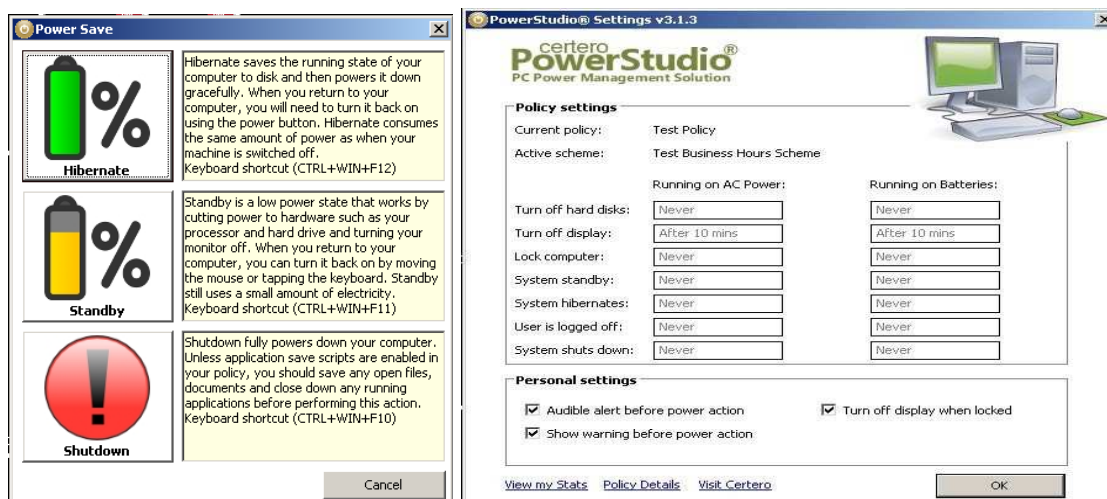 Power Save
%
Hibernate
Hibernate saves the running state of your
computer to disk and then powers it down
gracefully. When you return to your
computer, you will need to turn it back on
using the power button. Hibernate consumes
the same amount of power as when your
machine is switched off.
Keyboard shortcut (CTRL+WIN+F12)
%
Standby
Standby is a low power state that works by
cutting power to hardware such as your
processor and hard drive and turning your
monitor off. When you return to your
computer, you can turn it back on by moving
the mouse or tapping the keyboard. Standby
still uses a small amount of electricity.
Keyboard shortcut (CTRL+WIN+F11)
!
Shutdown
Shutdown fully powers down your computer.
Unless application save scripts are enabled in
your policy, you should save any open files,
documents and close down any running
applications before performing this action.
Keyboard shortcut (CTRL+WIN+F10)
Cancel
PowerStudio® Settings v3.1.3
certero
PowerStudio®
PC Power Management Solution
Policy settings
Current policy: Test Policy
Active scheme: Test Business Hours Scheme
Running on AC Power: Running on Batteries:
Turn off hard disks: Never Never
Turn off display: After 10 mins After 10 mins
Lock computer: Never Never
System standby: Never Never
System hibernates: Never Never
User is logged off: Never Never
System shuts down: Never Never
Personal settings
Audible alert before power action Turn off display when locked
Show warning before power action
View my Stats Policy Details Visit Certero OK